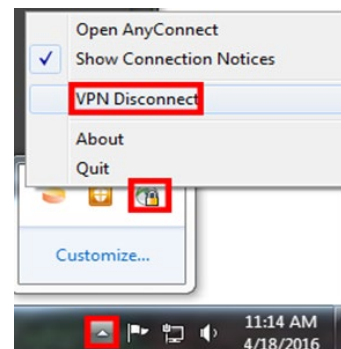 Open AnyConnect
Show Connection Notices
VPN Disconnect
About
Quit
Customize...
11:14 AM
4/18/2016